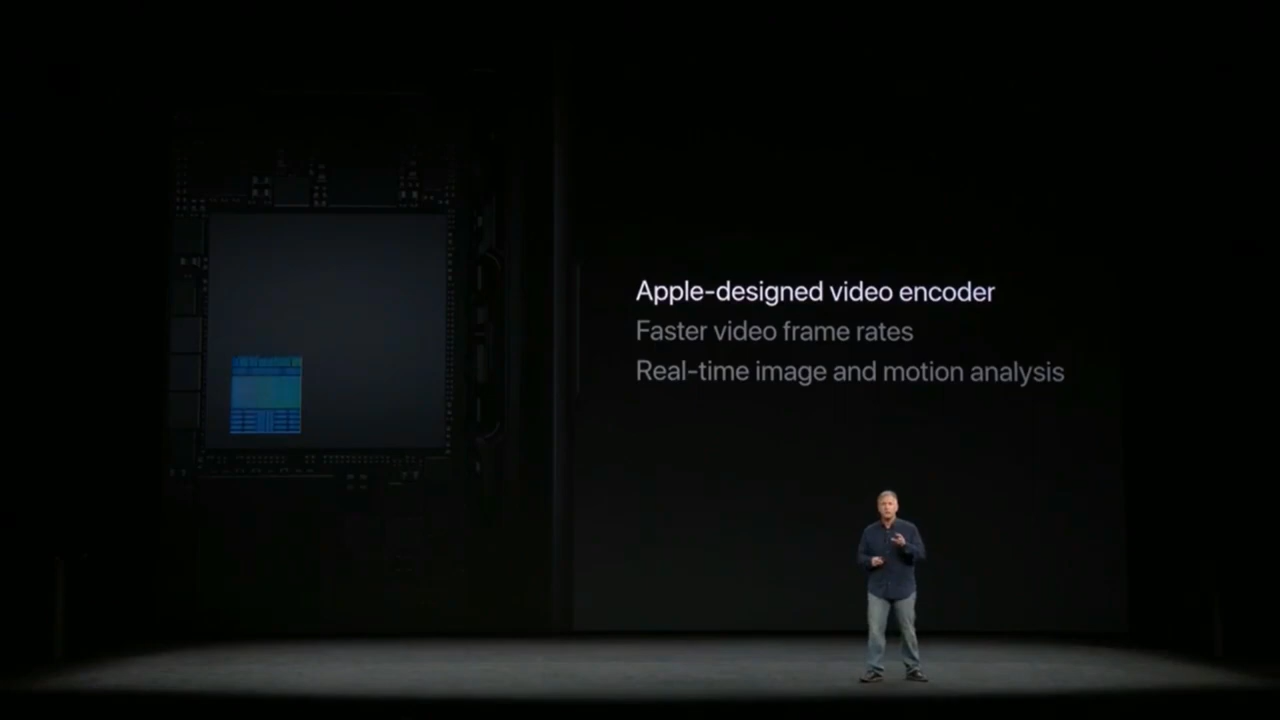 Apple-designed video encoder
Faster video frame rates
Real-time image and motion analysis